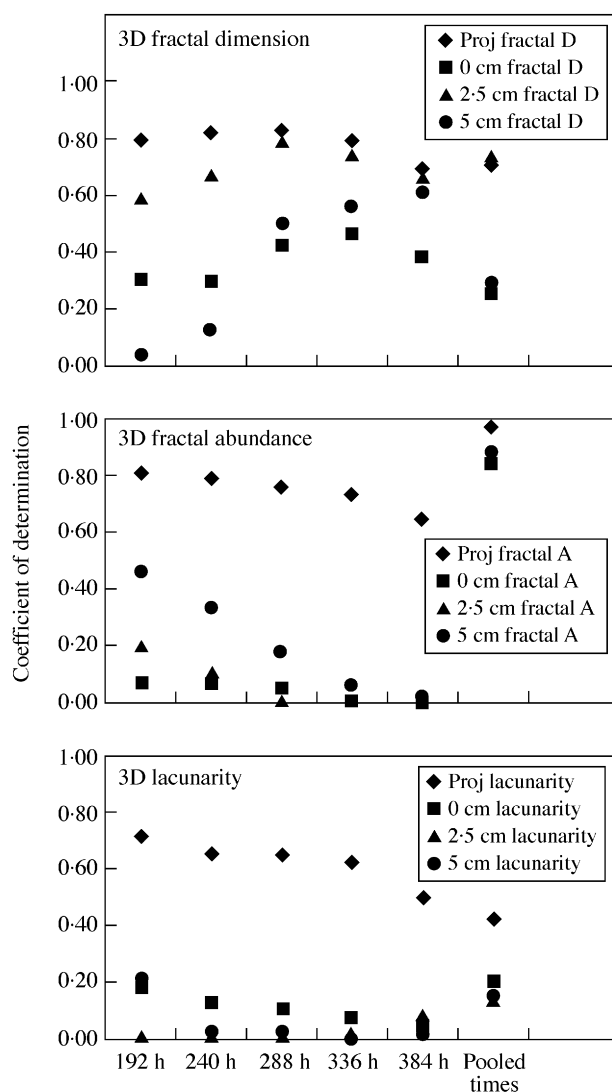 3D fractal dimension
Proj fractal D
0 cm fractal D
2·5 cm fractal D
5 cm fractal D
1·00
0·80
0·60
0·40
0·20
0·00
Coefficient of determination
3D fractal abundance
1·00
0·80
0·60
0·40
0·20
0·00
Proj fractal A
0 cm fractal A
2·5 cm fractal A
5 cm fractal A
3D lacunarity
1·00
0·80
0·60
0·40
0·20
0·00
Proj lacunarity
0 cm lacunarity
2·5 cm lacunarity
5 cm lacunarity
192 h 240 h 288 h 336 h 384 h Pooled
times